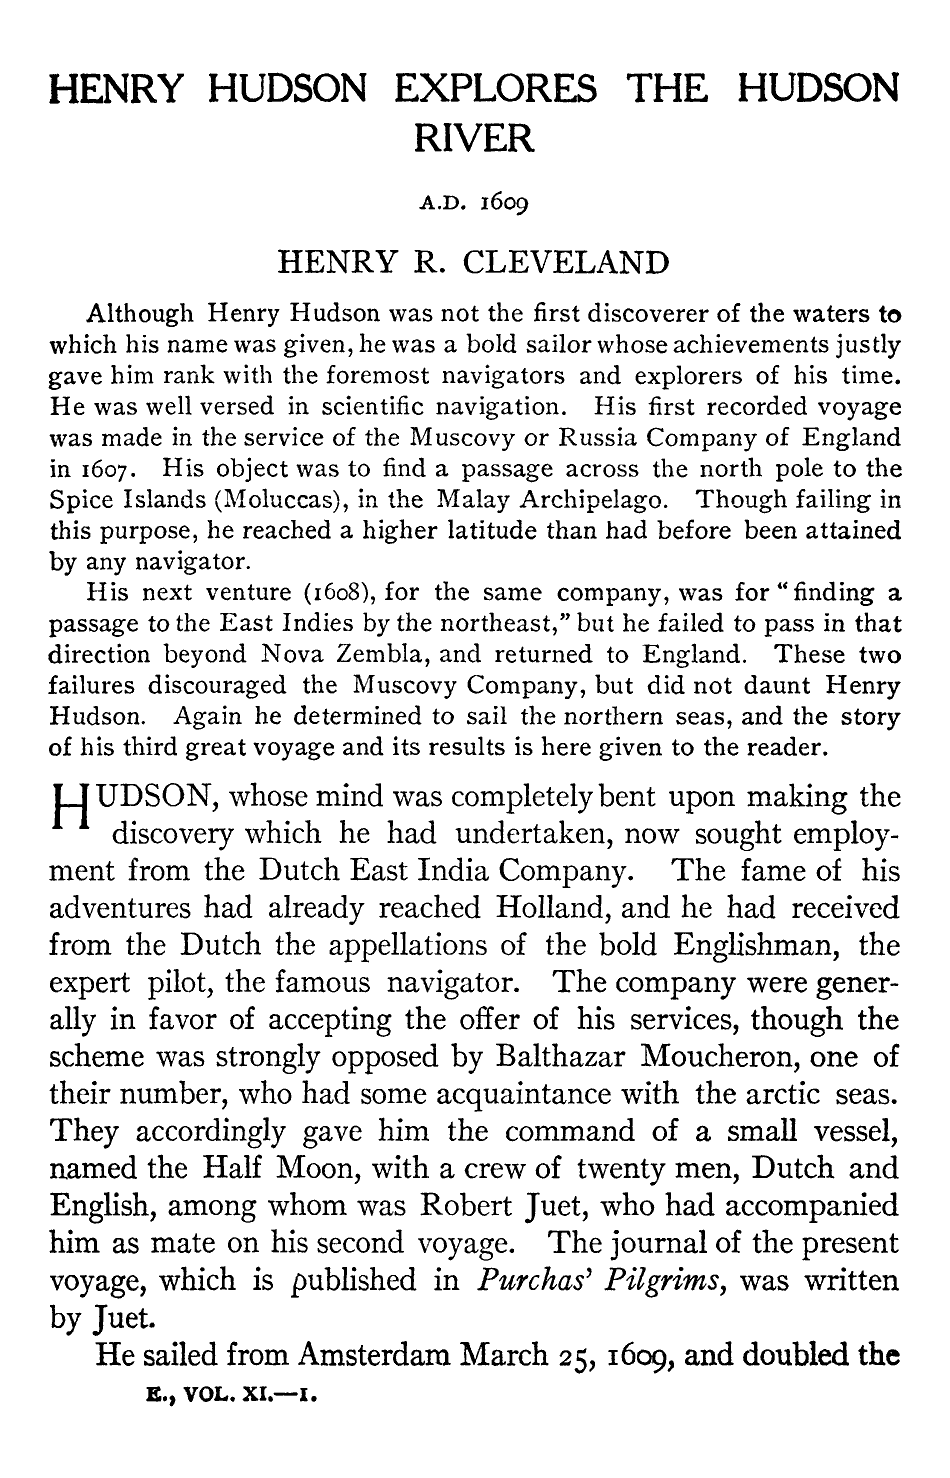 HENRY HUDSON EXPLORES THE HUDSON
RIVER
A.D. 1609
HENRY R. CLEVELAND
Although Henry Hudson was not the first discoverer of the waters to
which his name was given, he was a bold sailor whose achievements justly
gave him rank with the foremost navigators and explorers of his time.
He was well versed in scientific navigation. His first recorded voyage
was made in the service of the Muscovy or Russia Company of England
in 1607. His object was to find a passage across the north pole to the
Spice Islands (Moluccas), in the Malay Archipelago. Though failing in
this purpose, he reached a higher latitude than had before been attained
by any navigator.
His next venture (1608), for the same company, was for “finding a
passage to the East Indies by the northeast,” but he failed to pass in that
direction beyond Nova Zembla, and returned to England. These two
failures discouraged the Muscovy Company, but did not daunt Henry
Hudson. Again he determined to sail the northern seas, and the story
of his third great voyage and its results is here given to the reader.
HUDSON, whose mind was completely bent upon making the
discovery which he had undertaken, now sought employ-
ment from the Dutch East India Company. The fame of his
adventures had already reached Holland, and he had received
from the Dutch the appellations of the bold Englishman, the
expert pilot, the famous navigator. The company were gener-
ally in favor of accepting the offer of his services, though the
scheme was strongly opposed by Balthazar Moucheron, one of
their number, who had some acquaintance with the arctic seas.
They accordingly gave him the command of a small vessel,
named the Half Moon, with a crew of twenty men, Dutch and
English, among whom was Robert Juet, who had accompanied
him as mate on his second voyage. The journal of the present
voyage, which is published in Purchas’ Pilgrims, was written
by Juet.
He sailed from Amsterdam March 25, 1609, and doubled the
E., VOL. XI.—1.